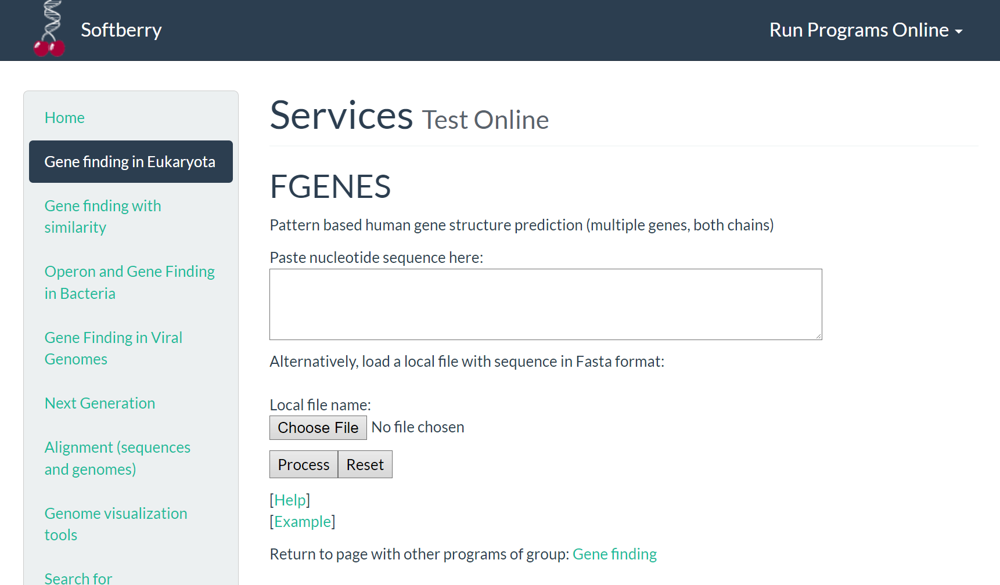 Softberry
Run Programs Online
Home
Gene finding in Eukaryota
Gene finding with
similarity
Operon and Gene Finding
in Bacteria
Gene Finding in Viral
Genomes
Next Generation
Alignment (sequences
and genomes)
Genome visualization
tools
Search for
Services Test Online
FGENES
Pattern based human gene structure prediction (multiple genes, both chains)
Paste nucleotide sequence here:
Alternatively, load a local file with sequence in Fasta format:
Local file name:
Choose File No file chosen
Process Reset
[Help]
[Example]
Return to page with other programs of group: Gene finding